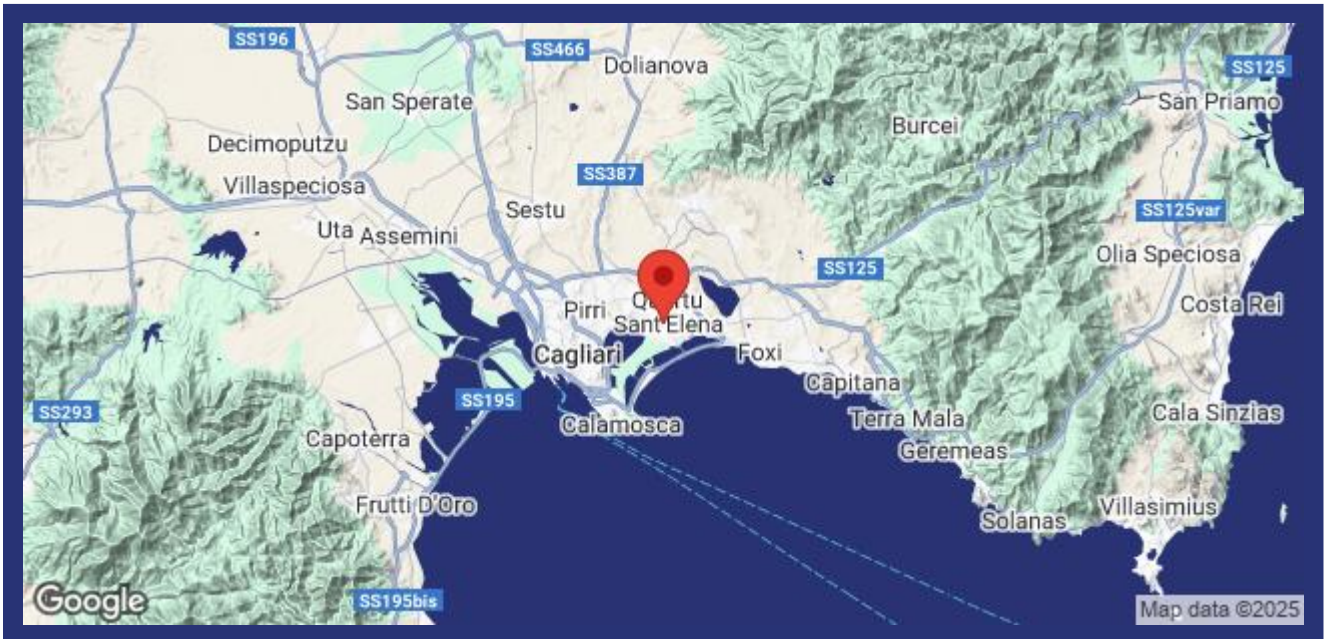 SS196
SS466
Dolianova
SS125
San Sperate
San Priamo
Burcei
Decimoputzu
SS387
Villaspeciosa
Sestu
SS125var
Uta
Assemini
Olia Speciosa
SS125
Pirri
Quartu
Sant'Elena
Costa Rei
Cagliari
Foxi
Capitana
SS195
SS293
Terra Mala
Cala Sinzias
Calamosca
Capoterra
Geremeas
Frutti D'Oro
Villasimius
Solanas
SS195bis
Google
Map data ©2025